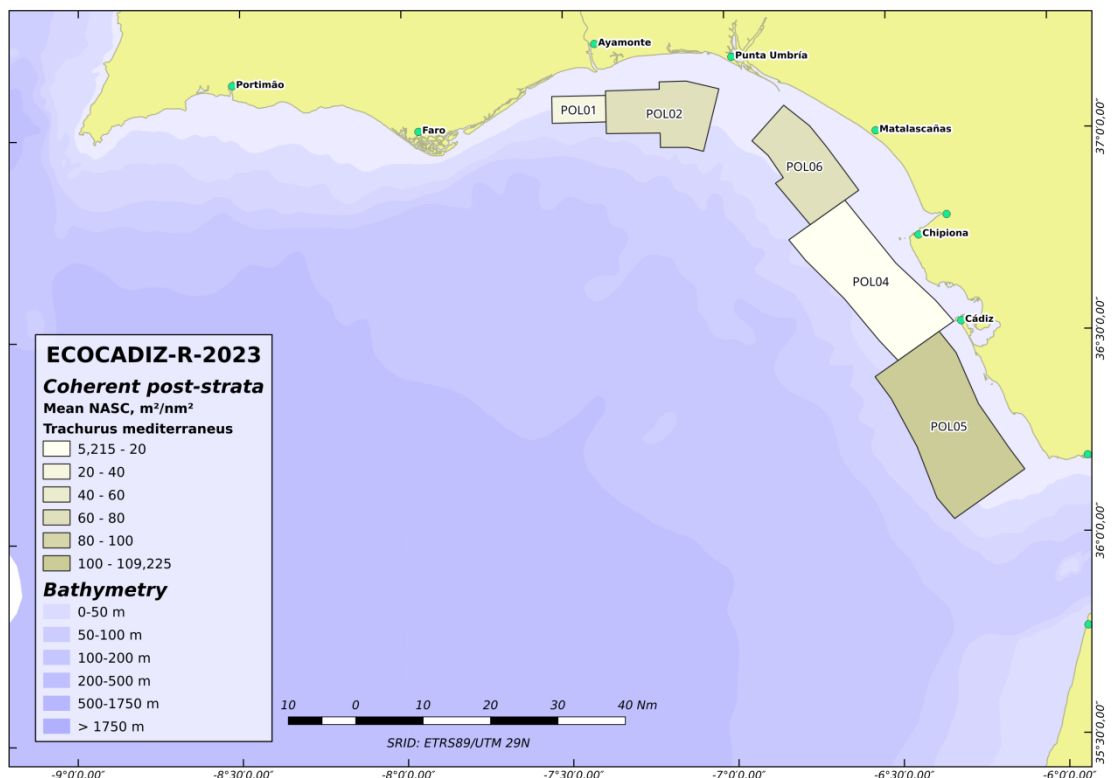 Ayamonte
Punta Umbría
Portimão
POL01
POL02
Faro
Matalascañas
37°0'0.00"
POL06
Chipiona
POL04
Cádiz
36°30'0.00"
ECOCADIZ-R-2023
Coherent post-strata
Mean NASC, m²/nm²
Trachurus mediterraneus
5,215 - 20
20 - 40
40 - 60
60 - 80
80 - 100
100 - 109,225
Bathymetry
0-50 m
50-100 m
100-200 m
200-500 m
500-1750 m
> 1750 m
POL05
36°0'0.00"
10 0 10 20 30 40 Nm
SRID: ETRS89/UTM 29N
35°30'0.00"
-9°0'0.00" -8°30'0.00" -8°0'0.00" -7°30'0.00" -7°0'0.00" -6°30'0.00" -6°0'0.00"